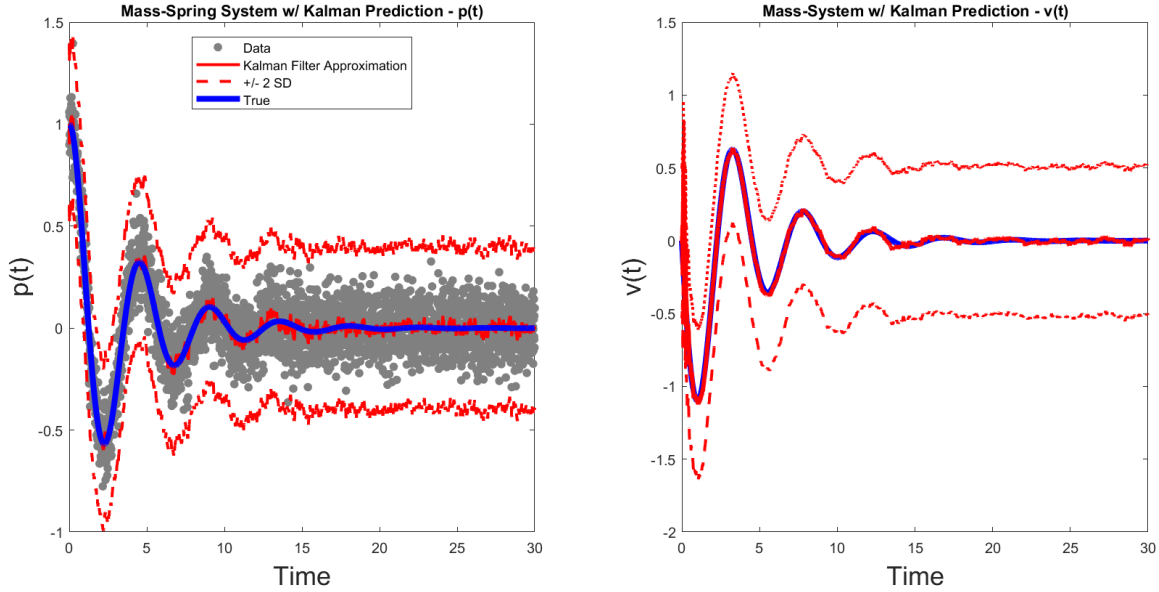 Mass-Spring System w/ Kalman Prediction - p(t)
Data
Kalman Filter Approximation
+/- 2 SD
True
1.5
1
0.5
0
-0.5
-1
p(t)
0 5 10 15 20 25 30
Time
Mass-System w/ Kalman Prediction - v(t)
1.5
1
0.5
0
-0.5
-1
-1.5
-2
v(t)
0 5 10 15 20 25 30
Time